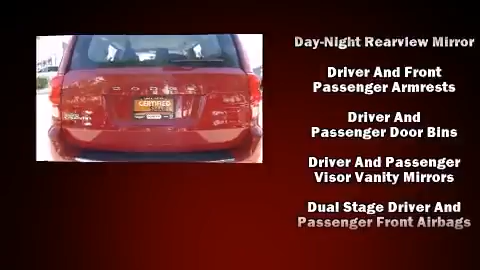 Day-Night Rearview Mirror
Driver And Front
Passenger Armrests
Driver And
Passenger Door Bins
Driver And Passenger
Visor Vanity Mirrors
Dual Stage Driver And
Passenger Front Airbags
DODGE
CERTIFIED